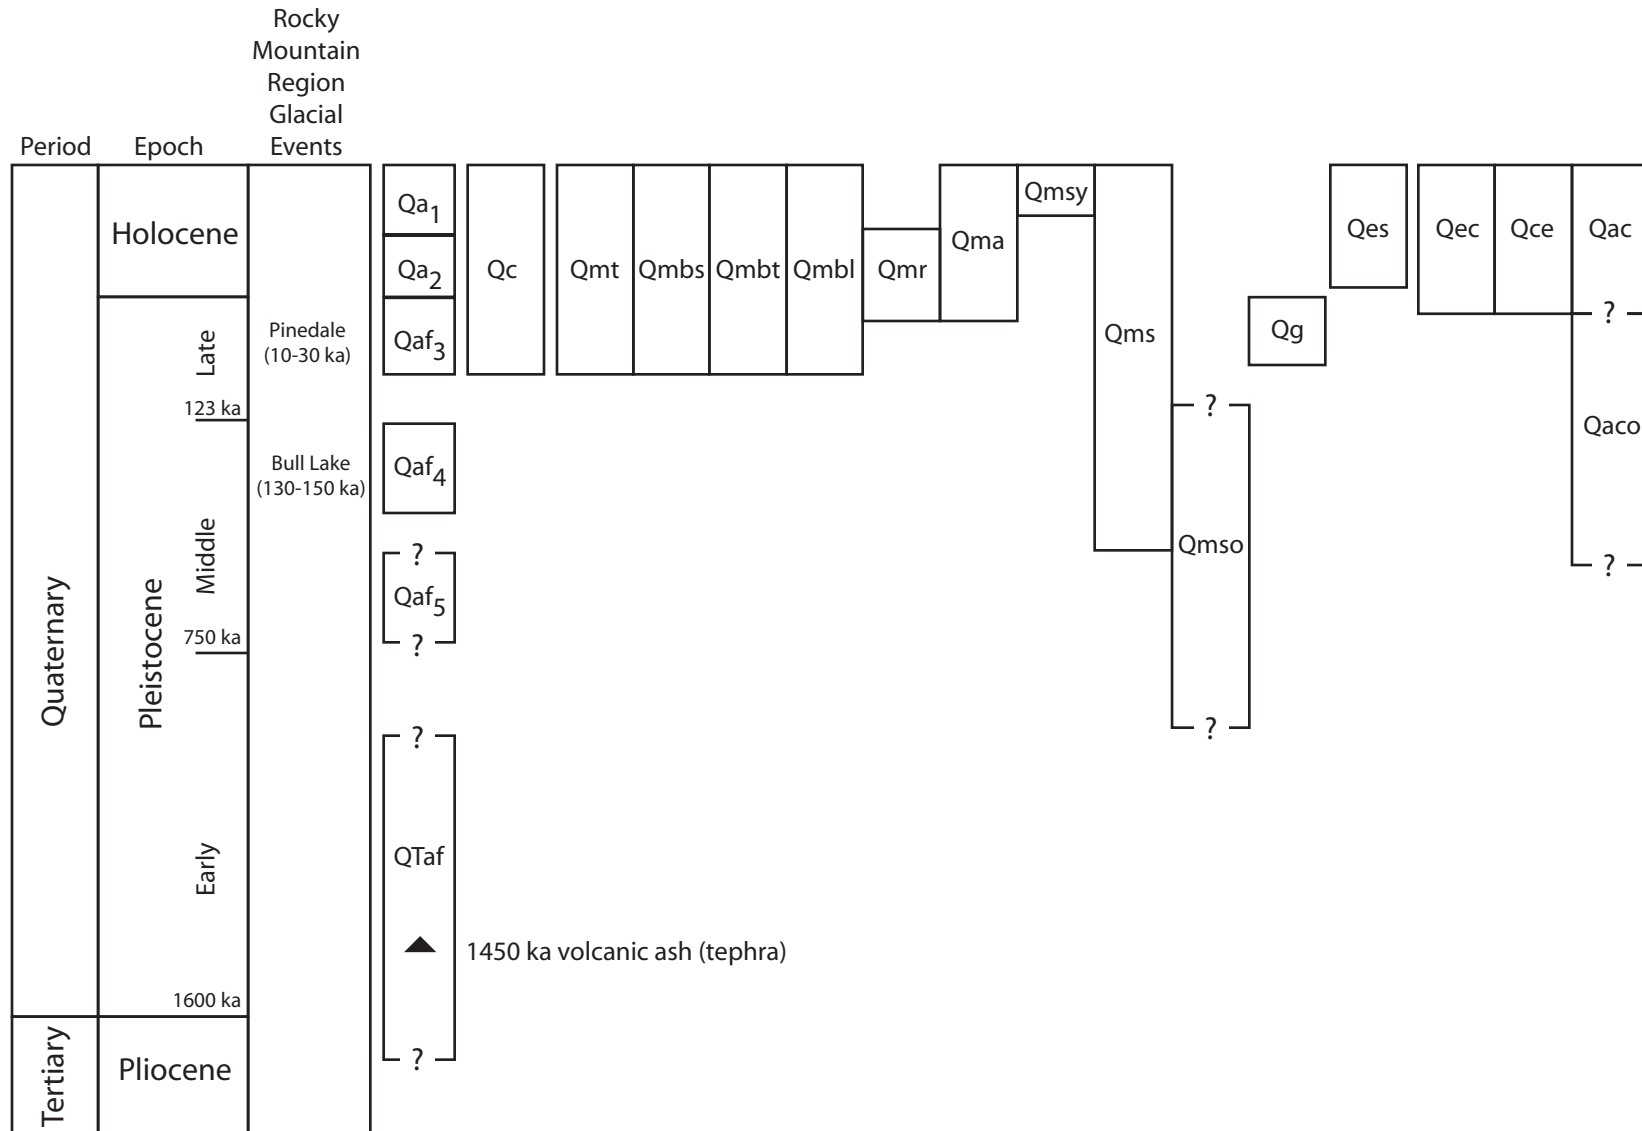 Rocky
Mountain
Region
Glacial
Events
Period
Epoch
Holocene
Quaternary
Pleistocene
Late
123 ka
Middle
750 ka
Early
1600 ka
Tertiary
Pliocene
Pinedale
(10-30 ka)
Bull Lake
(130-150 ka)
Qa1
Qa2
Qaf3
Qaf4
?
Qaf5
?
?
QTaf
1450 ka volcanic ash (tephra)
?
Qc
Qmt
Qmbs
Qmbt
Qmbl
Qmr
Qma
Qmsy
Qms
?
Qmso
?
Qg
Qes
Qec
Qce
Qac
?
Qaco
?